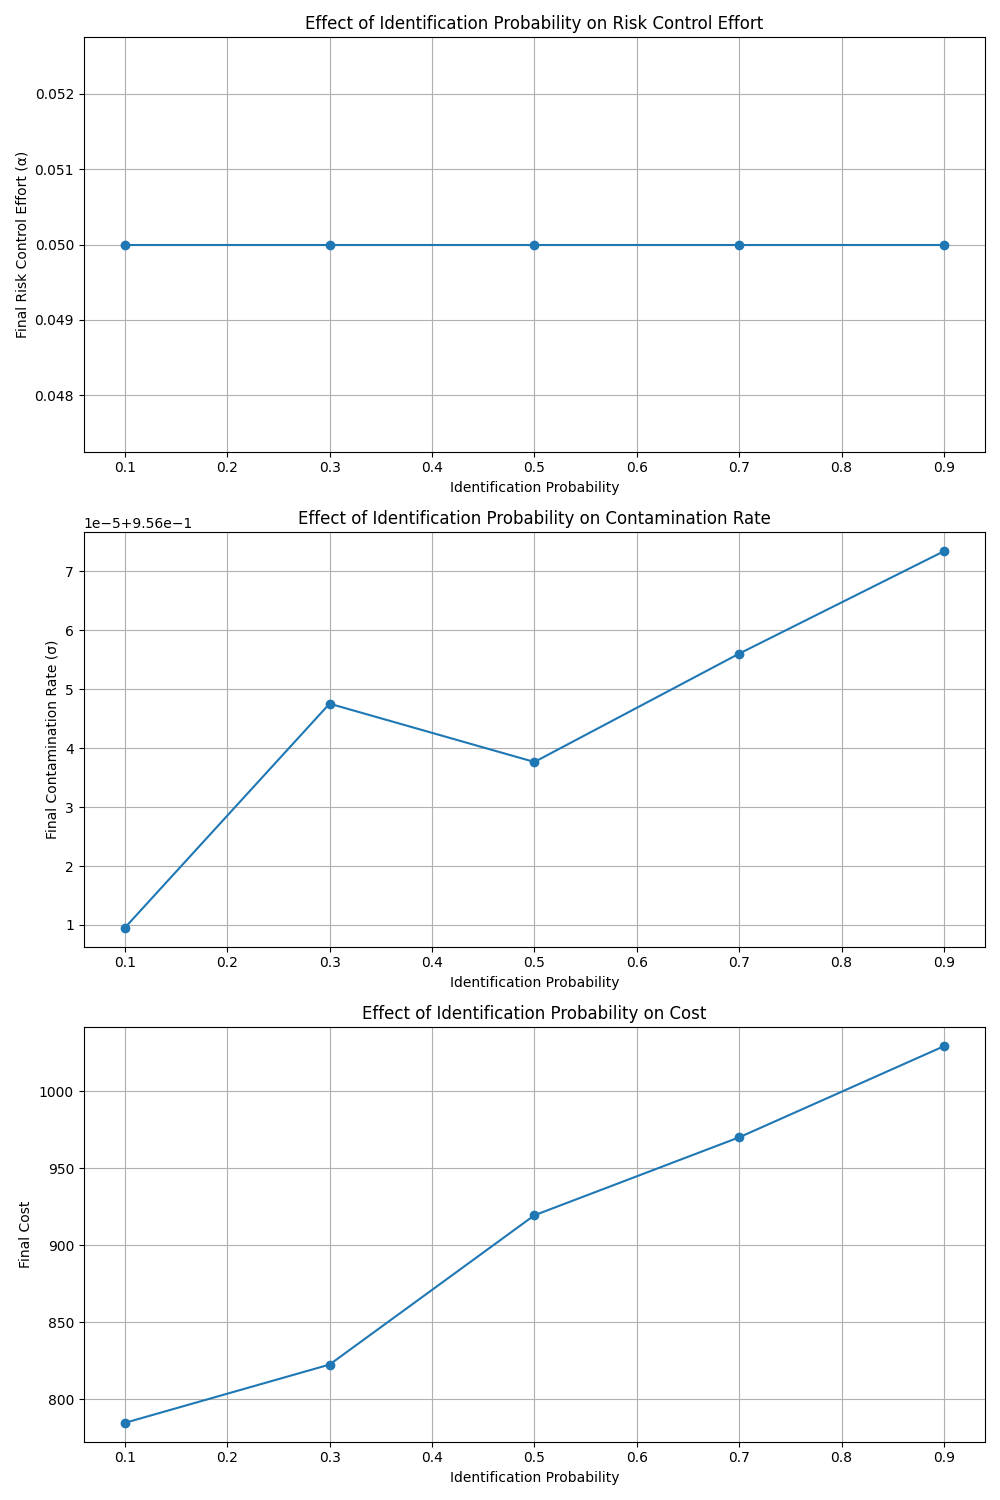 Effect of Identification Probability on Risk Control Effort
0.052
0.051
0.050
0.049
0.048
Final Risk Control Effort (α)
0.1 0.2 0.3 0.4 0.5 0.6 0.7 0.8 0.9
Identification Probability
Effect of Identification Probability on Contamination Rate
1e−5+9.56e−1
7
6
5
4
3
2
1
Final Contamination Rate (σ)
0.1 0.2 0.3 0.4 0.5 0.6 0.7 0.8 0.9
Identification Probability
Effect of Identification Probability on Cost
1000
950
900
850
800
Final Cost
0.1 0.2 0.3 0.4 0.5 0.6 0.7 0.8 0.9
Identification Probability